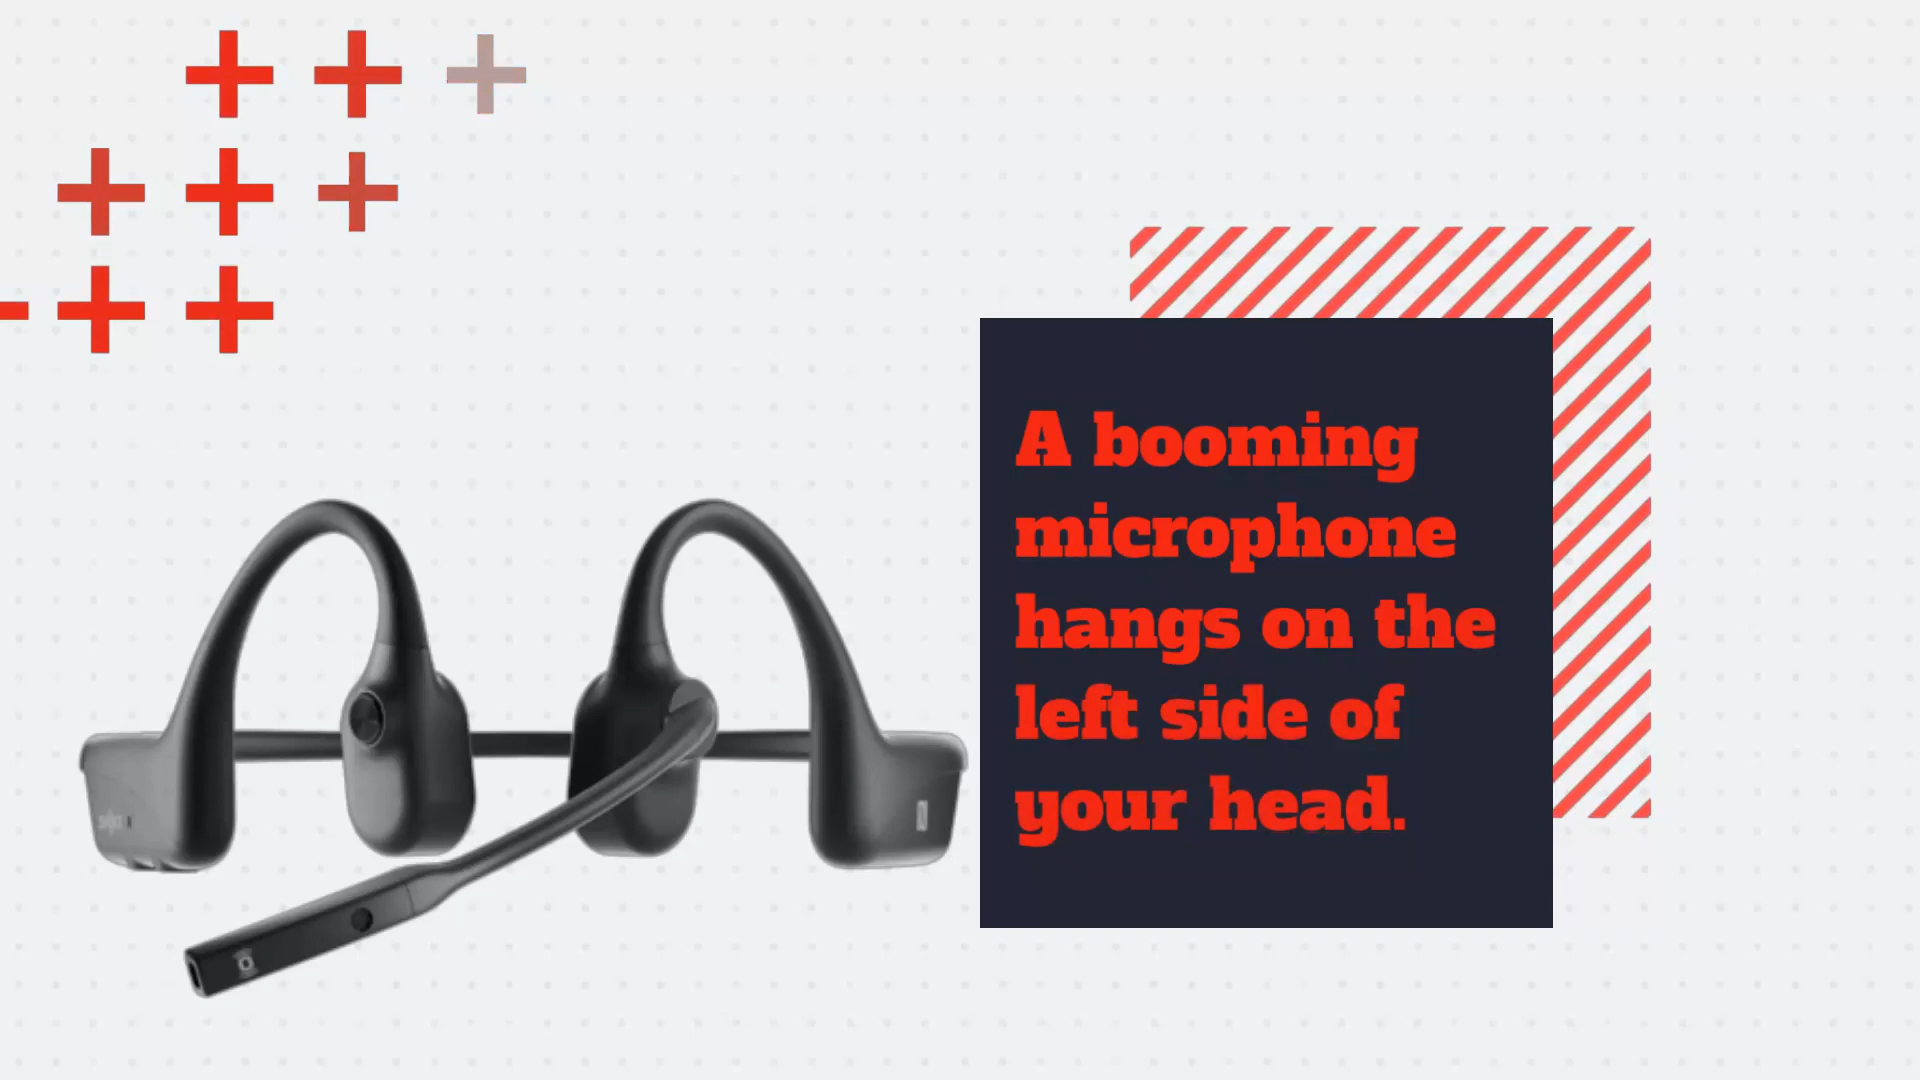 A booming
microphone
hangs on the
left side of
your head.